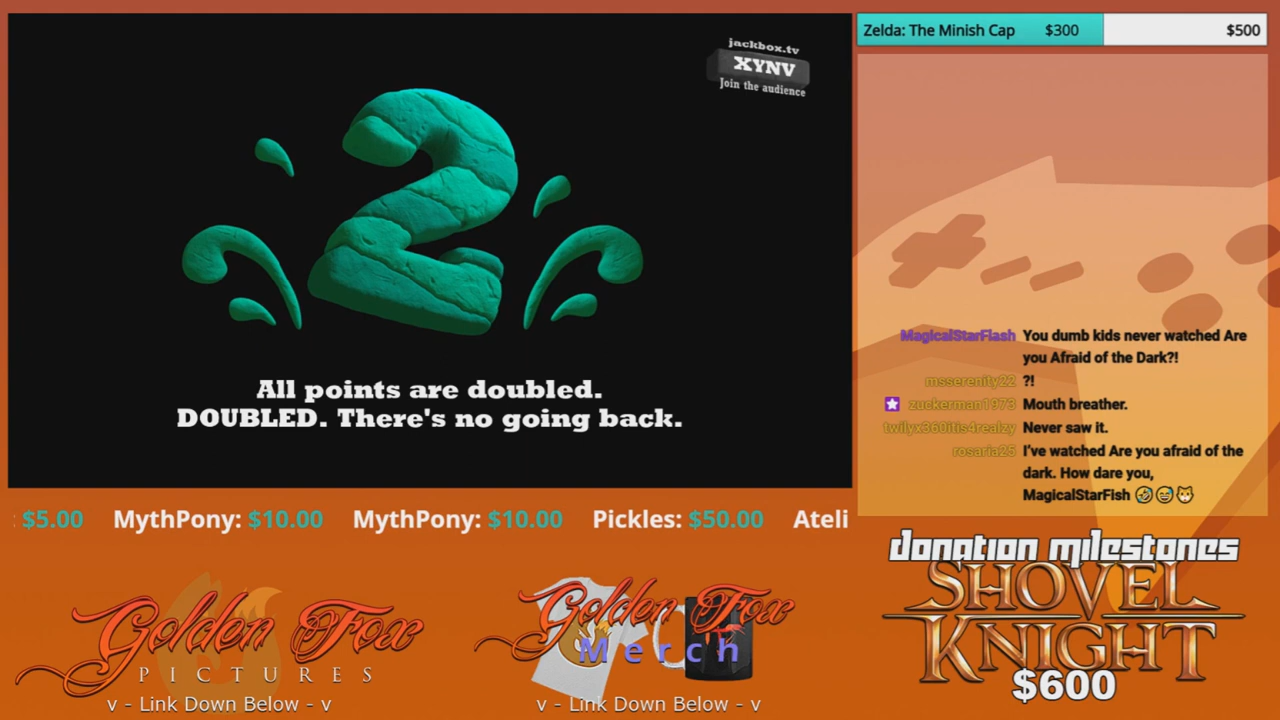 jackbox.tv
XYNV
Join the audience
2
All points are doubled.
DOUBLED. There's no going back.
Zelda: The Minish Cap $300 $500
MagicalStarFlash You dumb kids never watched Are
you Afraid of the Dark?!
msserenity22 ?!
zuckerman1973 Mouth breather.
twilyx360itis4realzy Never saw it.
rosaria25 I've watched Are you afraid of the
dark. How dare you,
MagicalStarFish 🤣😅🐱
: $5.00 MythPony: $10.00 MythPony: $10.00 Pickles: $50.00 Ateli
Golden Fox
PICTURES
v - Link Down Below - v
Golden Fox
Merch
v - Link Down Below - v
Donation Milestones
SHOVEL
KNIGHT
$600